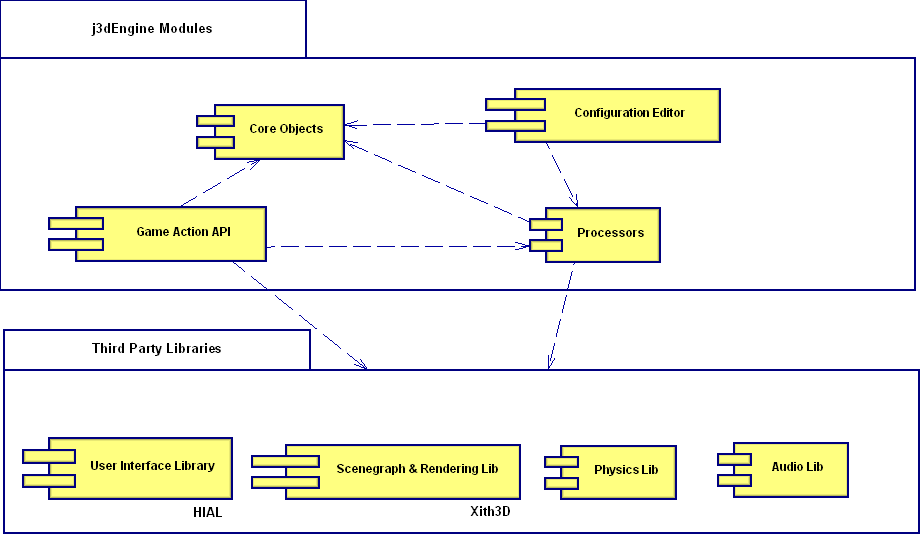 j3dEngine Modules
Configuration Editor
Core Objects
Game Action API
Processors
Third Party Libraries
User Interface Library
Scenegraph & Rendering Lib
Physics Lib
Audio Lib
HIAL
Xith3D